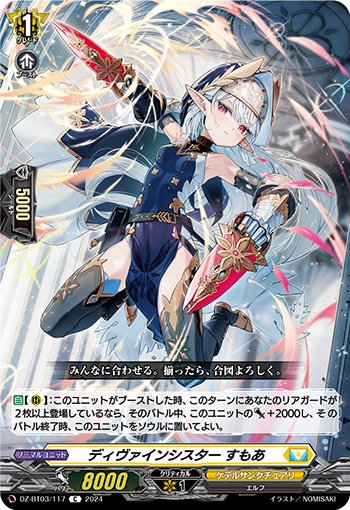 1
グレード
ブースト
5000
シールド
みんなに合わせる。揃ったら、合図よろしく。
自【R】:このユニットがブーストした時、このターンにあなたのリアガードが
2枚以上登場しているなら、そのバトル中、このユニットの+2000し、その
バトル終了時、このユニットをソウルに置いてよい。
ノーマルユニット
ディヴァインシスター すもあ
パワー
8000
クリティカル
1
ケテルサンクチュアリ
エルフ
DZ-BT03/117 C 2024
イラスト/ NOMISAKI